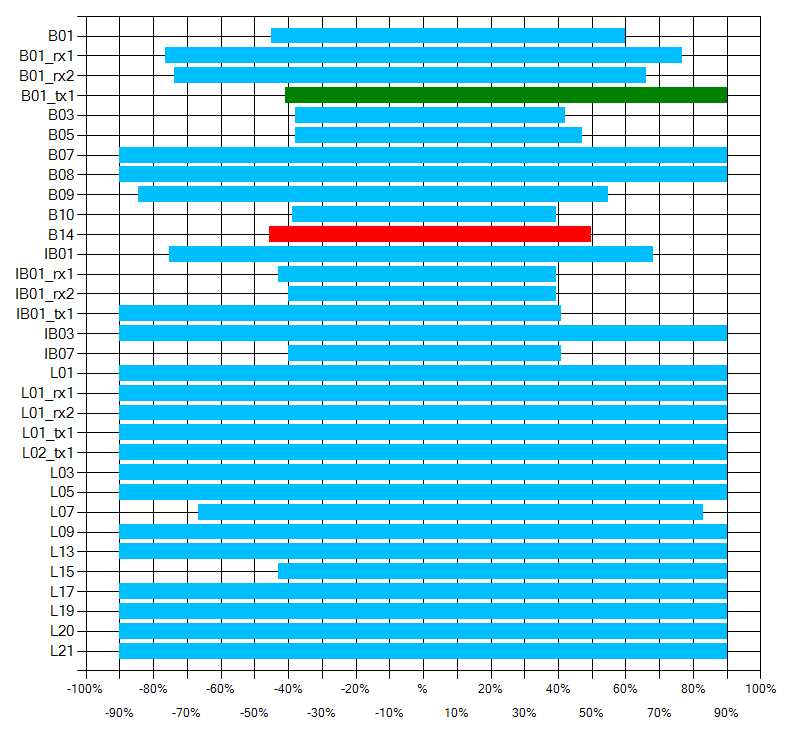 B01
B01_rx1
B01_rx2
B01_tx1
B03
B05
B07
B08
B09
B10
B14
IB01
IB01_rx1
IB01_rx2
IB01_tx1
IB03
IB07
L01
L01_rx1
L01_rx2
L01_tx1
L02_tx1
L03
L05
L07
L09
L13
L15
L17
L19
L20
L21
-100% -80% -60% -40% -20% % 20% 40% 60% 80% 100%
-90% -70% -50% -30% -10% 10% 30% 50% 70% 90%